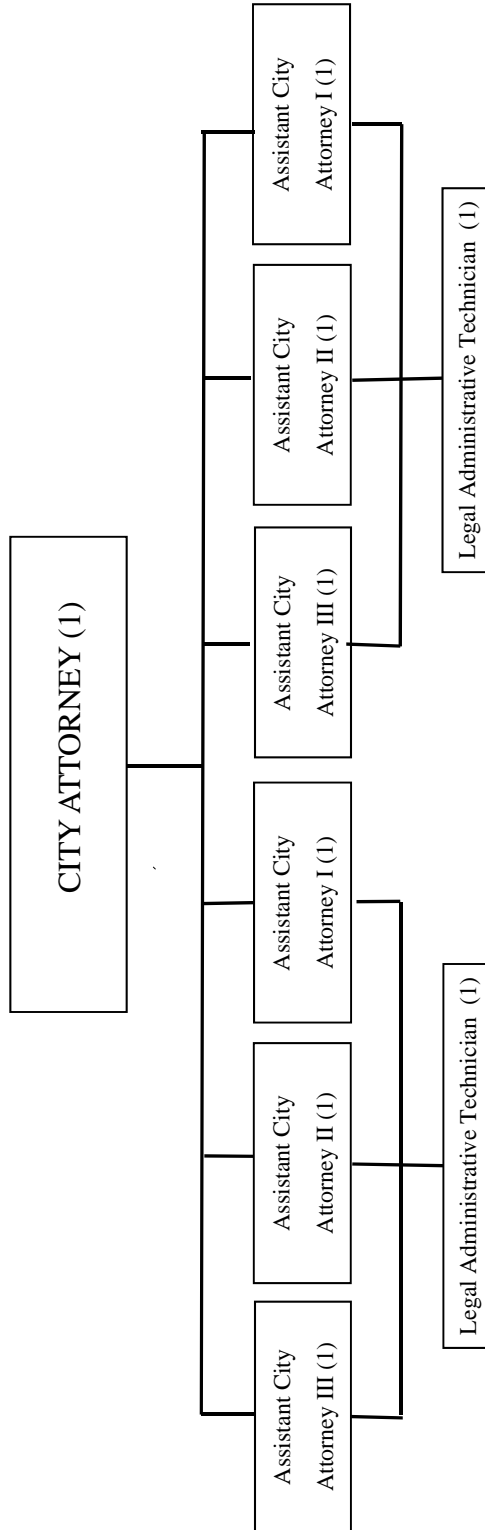 CITY ATTORNEY (1)
Assistant City
Attorney III (1)
Assistant City
Attorney II (1)
Assistant City
Attorney I (1)
Assistant City
Attorney III (1)
Assistant City
Attorney II (1)
Assistant City
Attorney I (1)
Legal Administrative Technician (1)
Legal Administrative Technician (1)